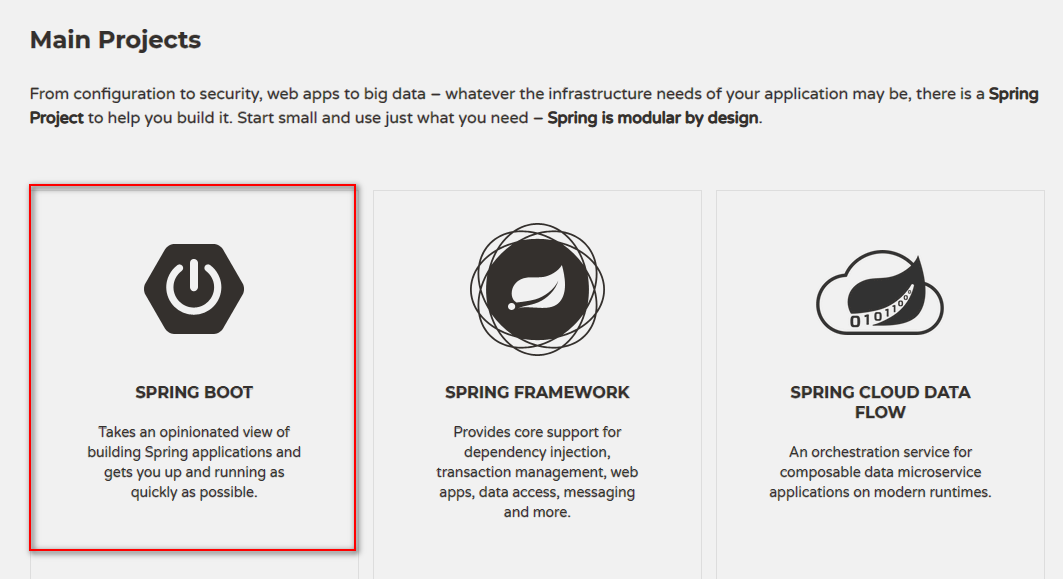 Main Projects
From configuration to security, web apps to big data – whatever the infrastructure needs of your application may be, there is a Spring
Project to help you build it. Start small and use just what you need – Spring is modular by design.
SPRING BOOT
Takes an opinionated view of
building Spring applications and
gets you up and running as
quickly as possible.
SPRING FRAMEWORK
Provides core support for
dependency injection,
transaction management, web
apps, data access, messaging
and more.
010110000
SPRING CLOUD DATA
FLOW
An orchestration service for
composable data microservice
applications on modern runtimes.